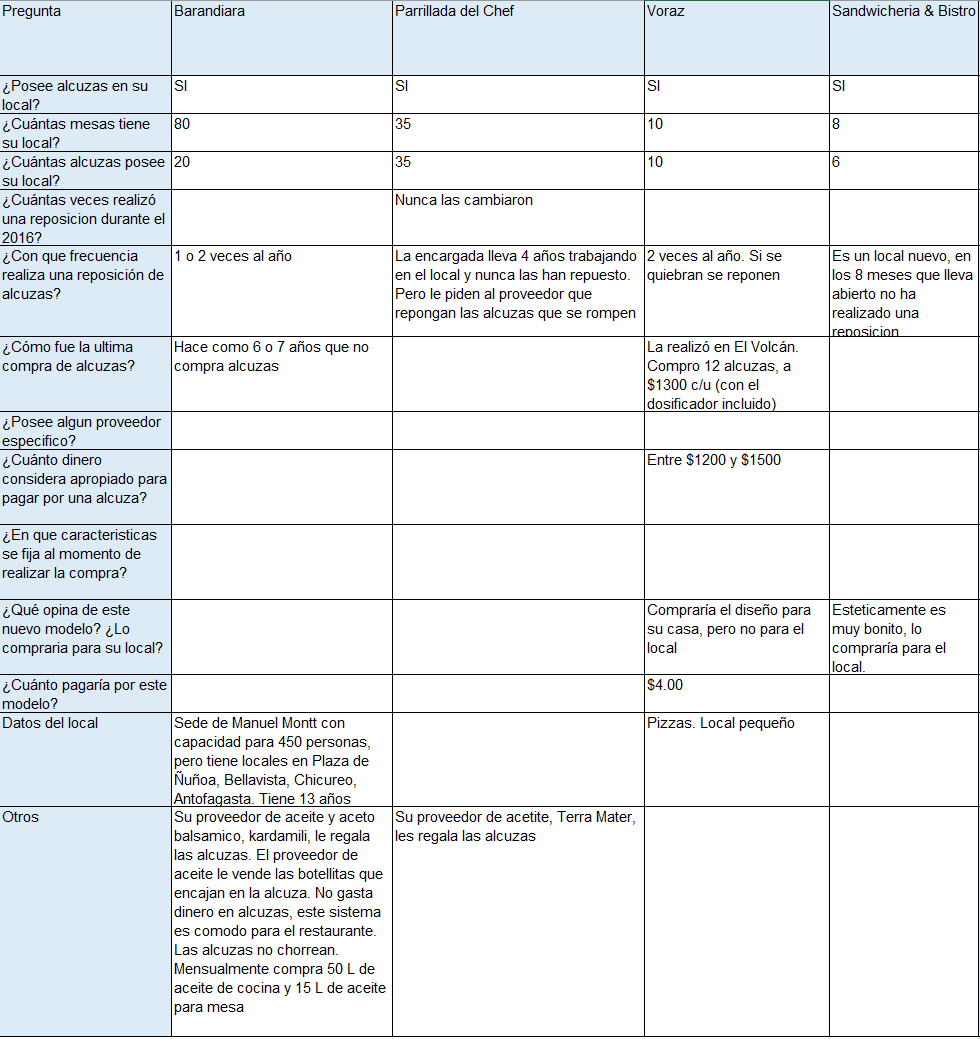 Pregunta
Barandiara
Parrillada del Chef
Voraz
Sandwicheria & Bistro
¿Posee alcuzas en su
local?
SI
SI
SI
SI
¿Cuántas mesas tiene
su local?
80
35
10
8
¿Cuántas alcuzas posee
su local?
20
35
10
6
¿Cuántas veces realizó
una reposicion durante el
2016?
Nunca las cambiaron
¿Con que frecuencia
realiza una reposición de
alcuzas?
1 o 2 veces al año
La encargada lleva 4 años trabajando
en el local y nunca las han repuesto.
Pero le piden al proveedor que
repongan las alcuzas que se rompen
2 veces al año. Si se
quiebran se reponen
Es un local nuevo, en
los 8 meses que lleva
abierto no ha
realizado una
reposicion
¿Cómo fue la ultima
compra de alcuzas?
Hace como 6 o 7 años que no
compra alcuzas
La realizó en El Volcán.
Compro 12 alcuzas, a
$1300 c/u (con el
dosificador incluido)
¿Posee algun proveedor
especifico?
¿Cuánto dinero
considera apropiado para
pagar por una alcuza?
Entre $1200 y $1500
¿En que caracteristicas
se fija al momento de
realizar la compra?
¿Qué opina de este
nuevo modelo? ¿Lo
compraria para su local?
Compraría el diseño para
su casa, pero no para el
local
Esteticamente es
muy bonito, lo
compraría para el
local.
¿Cuánto pagaría por este
modelo?
$4.00
Datos del local
Sede de Manuel Montt con
capacidad para 450 personas,
pero tiene locales en Plaza de
Ñuñoa, Bellavista, Chicureo,
Antofagasta. Tiene 13 años
Pizzas. Local pequeño
Otros
Su proveedor de aceite y aceto
balsamico, kardamili, le regala
las alcuzas. El proveedor de
aceite le vende las botellitas que
encajan en la alcuza. No gasta
dinero en alcuzas, este sistema
es comodo para el restaurante.
Las alcuzas no chorrean.
Mensualmente compra 50 L de
aceite de cocina y 15 L de aceite
para mesa
Su proveedor de acetite, Terra Mater,
les regala las alcuzas